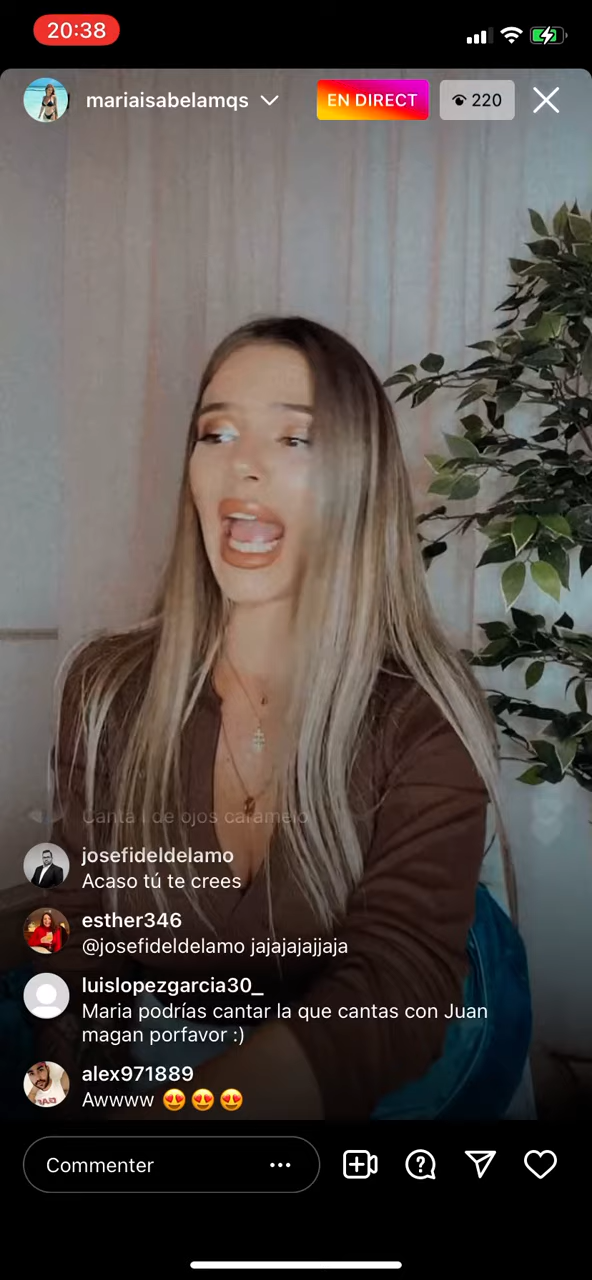 20:38
mariaisabelamqs
EN DIRECT
220
Canta 1 de ojos caramelo
josefideldelamo
Acaso tú te crees
esther346
@josefideldelamo jajajajajjaja
luislopezgarcia30_
Maria podrías cantar la que cantas con Juan
magan porfavor :)
alex971889
Awwww 😍😍😍
Commenter